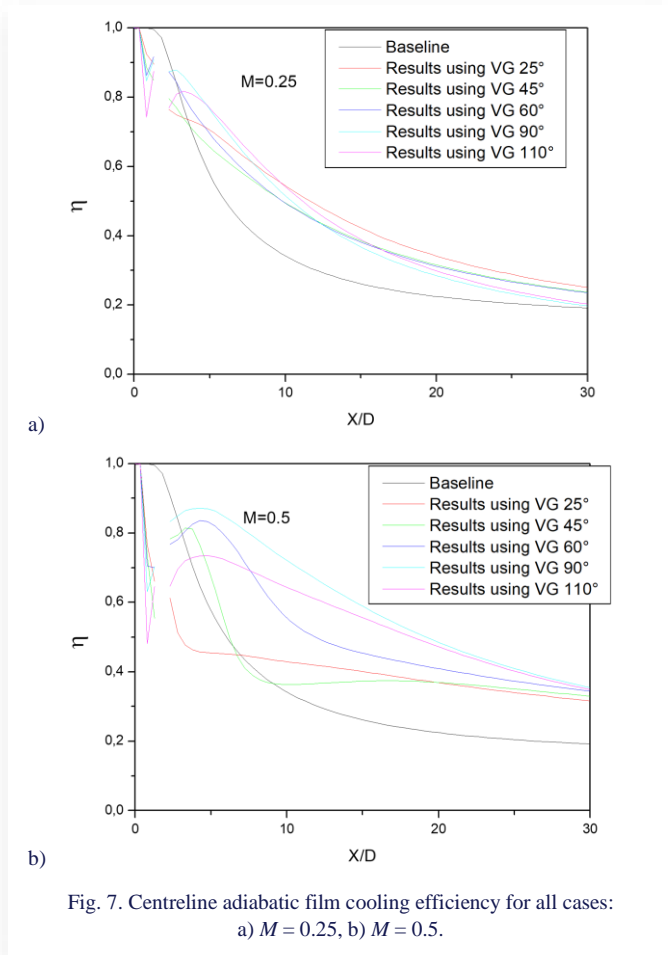 1,0
0,8
0,6
0,4
0,2
0,0
η
M=0.25
Baseline
Results using VG 25°
Results using VG 45°
Results using VG 60°
Results using VG 90°
Results using VG 110°
0 5 10 15 20 25 30
X/D
a)
1,0
0,8
0,6
0,4
0,2
0,0
η
M=0.5
Baseline
Results using VG 25°
Results using VG 45°
Results using VG 60°
Results using VG 90°
Results using VG 110°
0 10 20 30
X/D
b)
Fig. 7. Centreline adiabatic film cooling efficiency for all cases:
a) M = 0.25, b) M = 0.5.